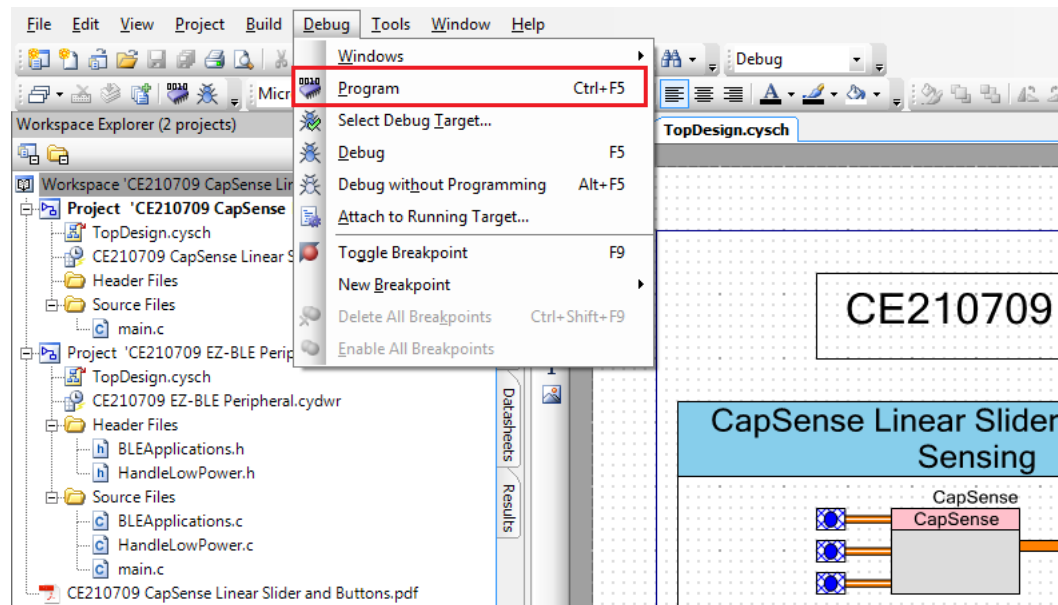 File Edit View Project Build Debug Tools Window Help
Debug
Micr
Windows
Program Ctrl+F5
Select Debug Target...
Debug F5
Debug without Programming Alt+F5
Attach to Running Target...
Toggle Breakpoint F9
New Breakpoint
Delete All Breakpoints Ctrl+Shift+F9
Enable All Breakpoints
Workspace Explorer (2 projects)
Workspace 'CE210709 CapSense Lin
Project 'CE210709 CapSense
TopDesign.cysch
CE210709 CapSense Linear S
Header Files
Source Files
main.c
Project 'CE210709 EZ-BLE Perip
TopDesign.cysch
CE210709 EZ-BLE Peripheral.cydwr
Header Files
BLEApplications.h
HandleLowPower.h
Source Files
BLEApplications.c
HandleLowPower.c
main.c
CE210709 CapSense Linear Slider and Buttons.pdf
Datasheets
Results
TopDesign.cysch
CE210709
CapSense Linear Slider
Sensing
CapSense
CapSense